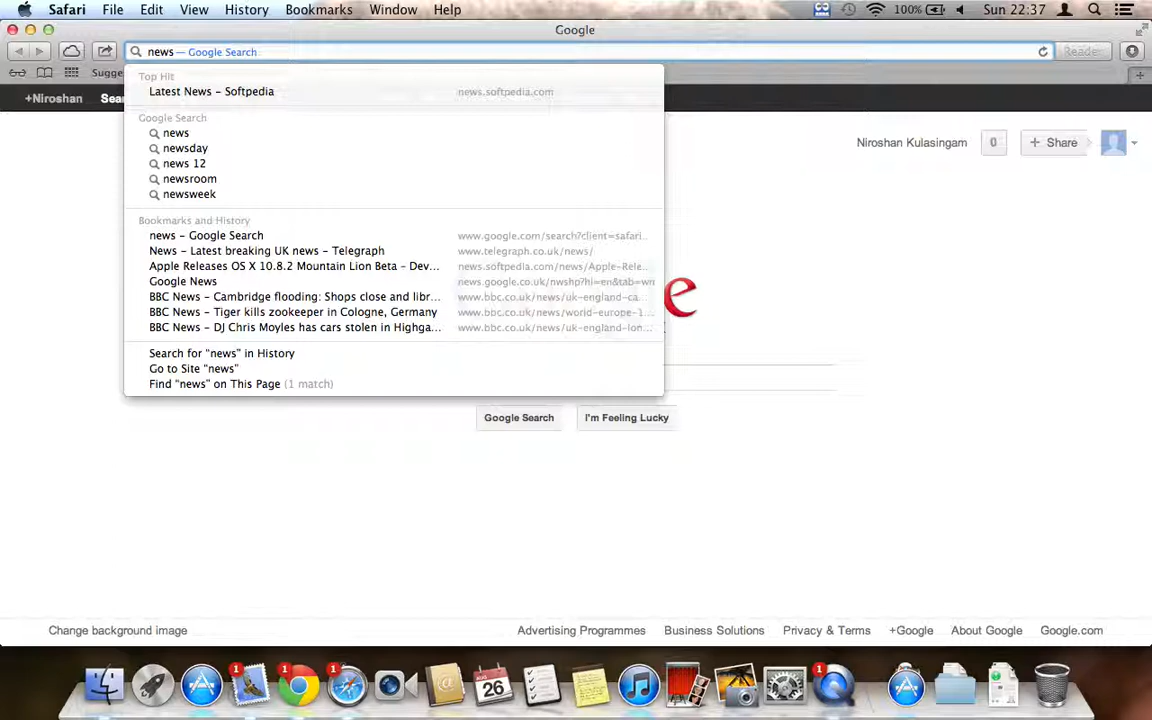 Safari File Edit View History Bookmarks Window Help 100% Sun 22:37
Google
news — Google Search Reader
Sugge
+Niroshan Sea
Top Hit
Latest News – Softpedia news.softpedia.com
Google Search
news
newsday
news 12
newsroom
newsweek
Bookmarks and History
news – Google Search www.google.com/search?client=safari...
News – Latest breaking UK news – Telegraph www.telegraph.co.uk/news/
Apple Releases OS X 10.8.2 Mountain Lion Beta – Dev... news.softpedia.com/news/Apple-Rele...
Google News news.google.co.uk/nwshp?hl=en&tab=wn
BBC News – Cambridge flooding: Shops close and libr... www.bbc.co.uk/news/uk-england-ca...
BBC News – Tiger kills zookeeper in Cologne, Germany www.bbc.co.uk/news/world-europe-1...
BBC News – DJ Chris Moyles has cars stolen in Highga... www.bbc.co.uk/news/uk-england-lon...
Search for “news” in History
Go to Site “news”
Find “news” on This Page (1 match)
Niroshan Kulasingam 0 + Share
e
Google Search I'm Feeling Lucky
Change background image Advertising Programmes Business Solutions Privacy & Terms +Google About Google Google.com
1 1 1 AUG 26 1